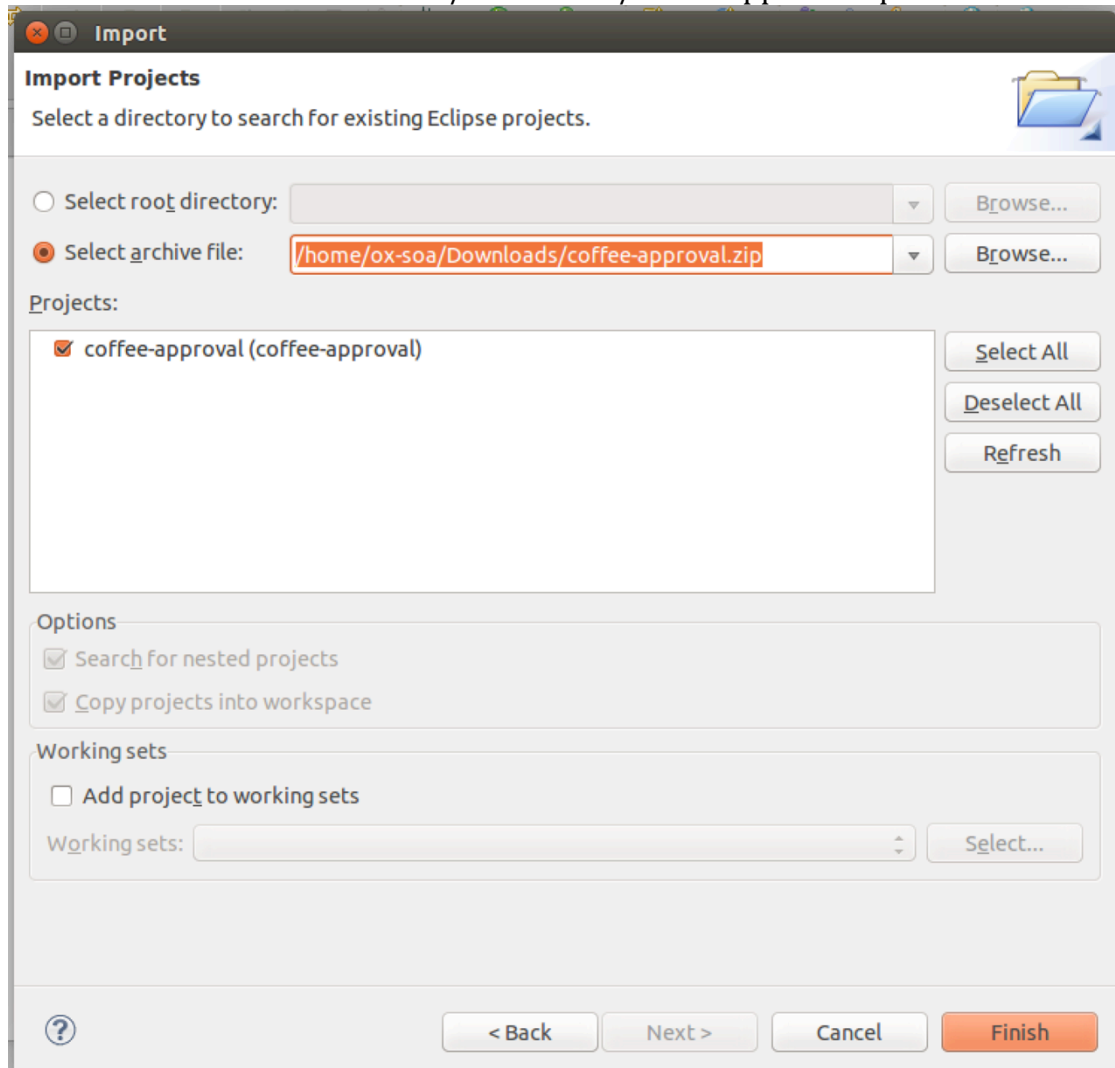 Import
Import Projects
Select a directory to search for existing Eclipse projects.
Select root directory:
Browse...
Select archive file:
/home/ox-soa/Downloads/coffee-approval.zip
Browse...
Projects:
coffee-approval (coffee-approval)
Select All
Deselect All
Refresh
Options
Search for nested projects
Copy projects into workspace
Working sets
Add project to working sets
Working sets:
Select...
?
< Back
Next >
Cancel
Finish